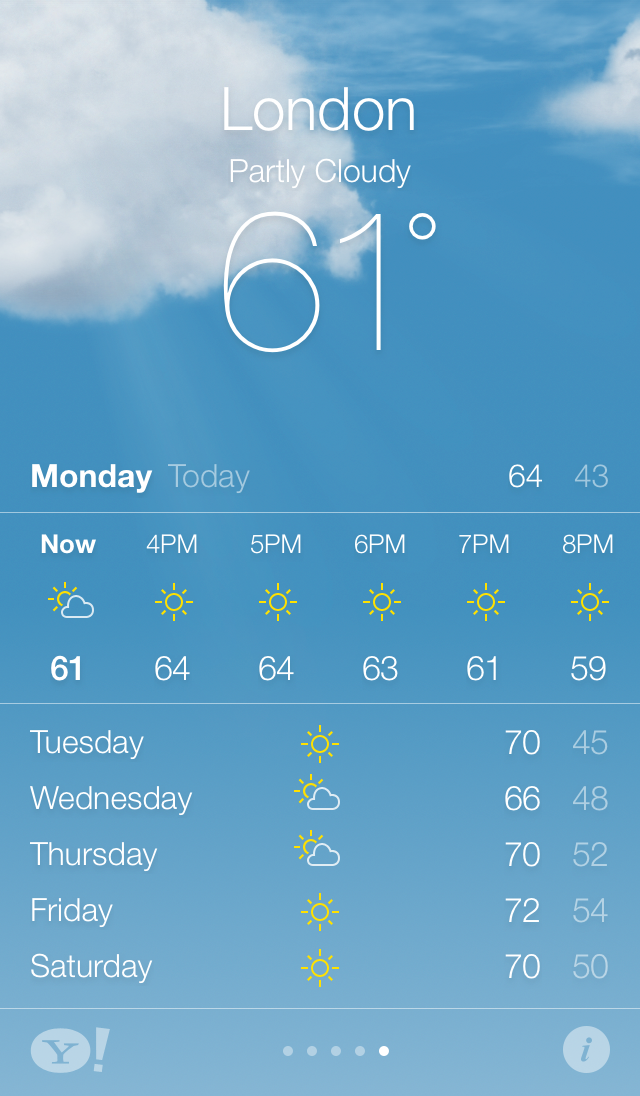 London
Partly Cloudy
61°
Monday Today 64 43
Now 4PM 5PM 6PM 7PM 8PM
61 64 64 63 61 59
Tuesday 70 45
Wednesday 66 48
Thursday 70 52
Friday 72 54
Saturday 70 50
Y! i